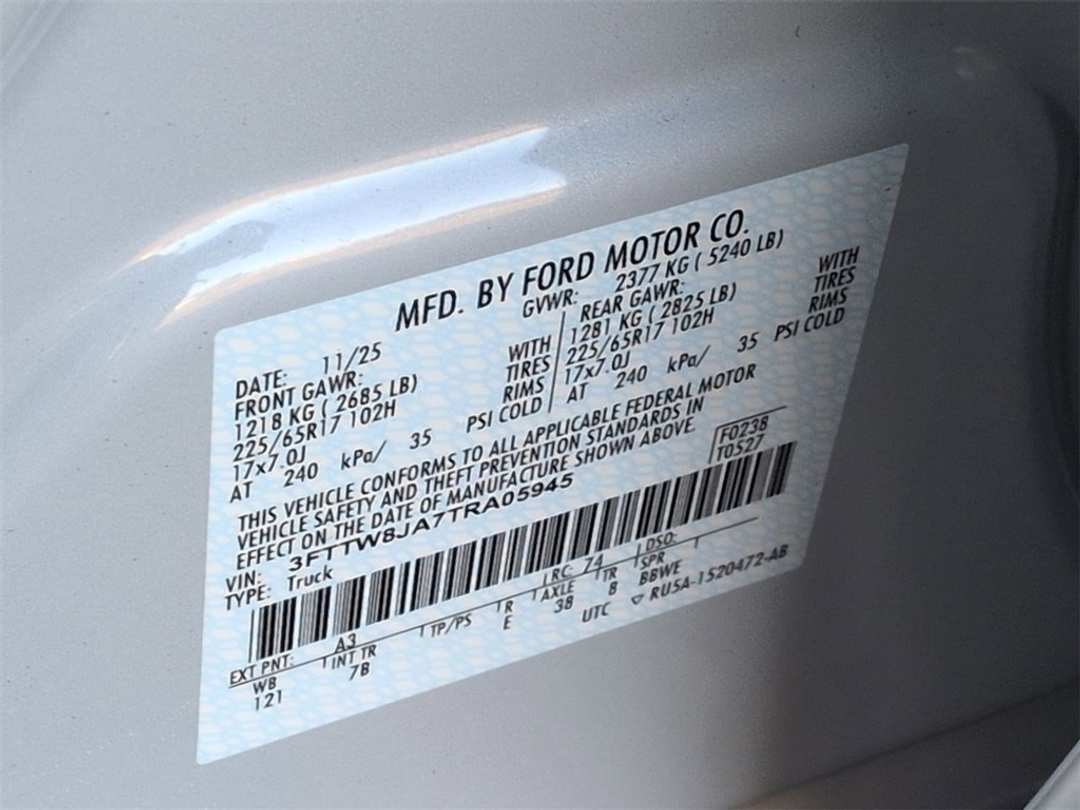 MFD. BY FORD MOTOR CO.
DATE: 11/25 GVWR: 2377 KG ( 5240 LB)
FRONT GAWR: REAR GAWR:
1218 KG ( 2685 LB) WITH 1281 KG ( 2825 LB) WITH
225/65R17 102H TIRES 225/65R17 102H TIRES
17x7.0J RIMS 17x7.0J RIMS
AT 240 kPa/ 35 PSI COLD AT 240 kPa/ 35 PSI COLD
THIS VEHICLE CONFORMS TO ALL APPLICABLE FEDERAL MOTOR
VEHICLE SAFETY AND THEFT PREVENTION STANDARDS IN
EFFECT ON THE DATE OF MANUFACTURE SHOWN ABOVE.
F0238
T0527
VIN: 3FTTW8JA7TRA05945
TYPE: Truck
EXT PNT: A3 RC: 74 DSO:
WB INT TR TP/PS R AXLE TR SPR
121 7B E 38 8 BBWE
UTC ▽ RU5A-1520472-AB